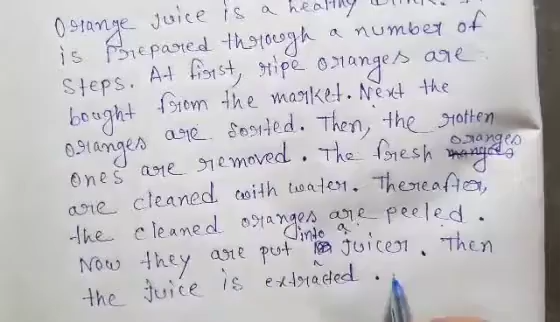 Orange juice is a healthy drink. It
is prepared through a number of
steps. At first, ripe oranges are
bought from the market. Next the
oranges are sorted. Then, the rotten
ones are removed. The fresh oranges
are cleaned with water. Thereafter,
the cleaned oranges are peeled.
Now they are put into a juicer. Then
the juice is extracted.